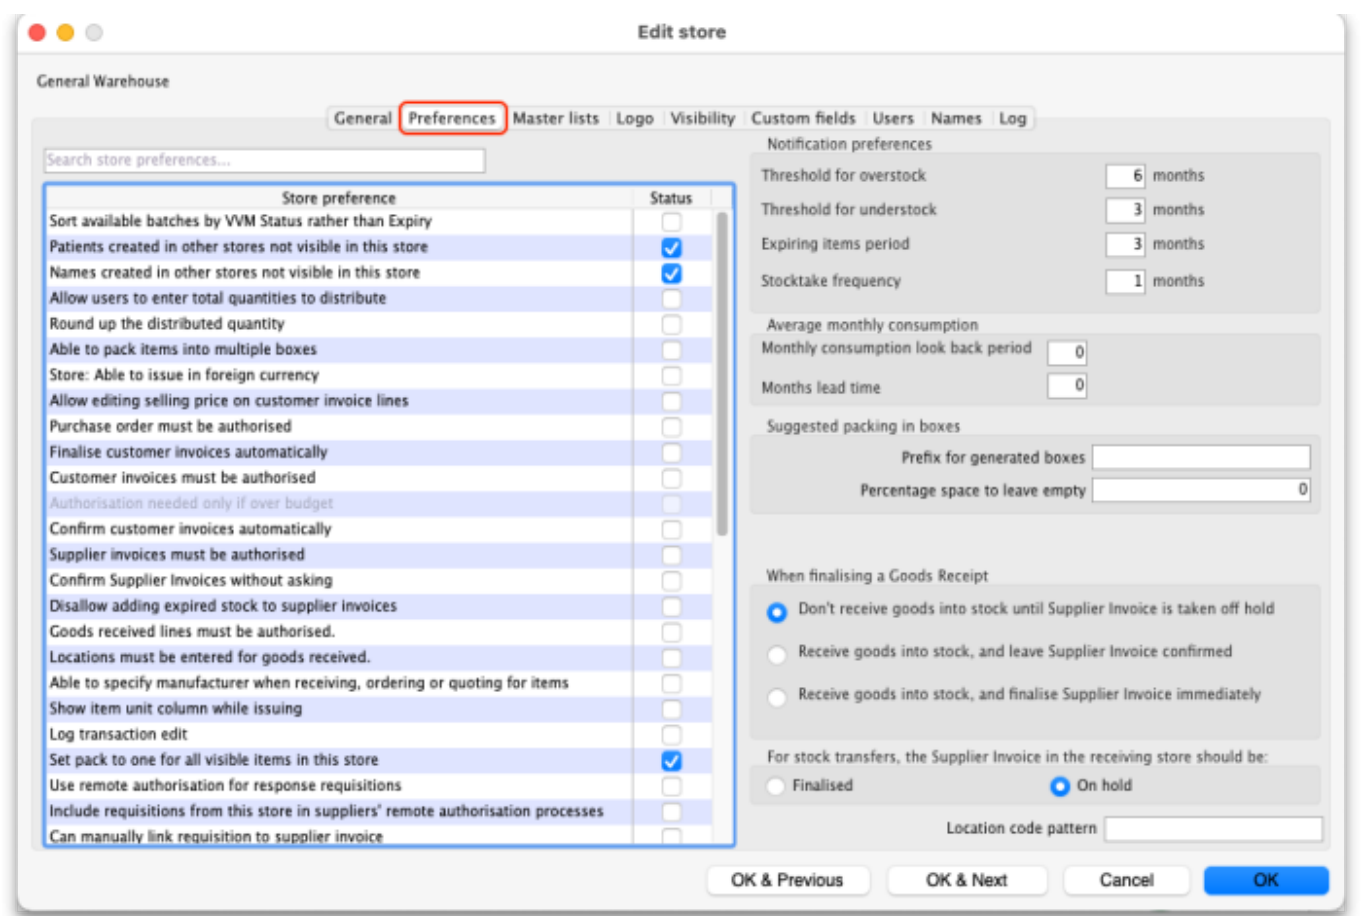 Edit store
General Warehouse
General Preferences Master lists Logo Visibility Custom fields Users Names Log
Search store preferences...
Store preference Status
Sort available batches by VVM Status rather than Expiry
Patients created in other stores not visible in this store
Names created in other stores not visible in this store
Allow users to enter total quantities to distribute
Round up the distributed quantity
Able to pack items into multiple boxes
Store: Able to issue in foreign currency
Allow editing selling price on customer invoice lines
Purchase order must be authorised
Finalise customer invoices automatically
Customer invoices must be authorised
Authorisation needed only if over budget
Confirm customer invoices automatically
Supplier invoices must be authorised
Confirm Supplier Invoices without asking
Disallow adding expired stock to supplier invoices
Goods received lines must be authorised.
Locations must be entered for goods received.
Able to specify manufacturer when receiving, ordering or quoting for items
Show item unit column while issuing
Log transaction edit
Set pack to one for all visible items in this store
Use remote authorisation for response requisitions
Include requisitions from this store in suppliers' remote authorisation processes
Can manually link requisition to supplier invoice
Notification preferences
Threshold for overstock 6 months
Threshold for understock 3 months
Expiring items period 3 months
Stocktake frequency 1 months
Average monthly consumption
Monthly consumption look back period 0
Months lead time 0
Suggested packing in boxes
Prefix for generated boxes
Percentage space to leave empty 0
When finalising a Goods Receipt
Don't receive goods into stock until Supplier Invoice is taken off hold
Receive goods into stock, and leave Supplier Invoice confirmed
Receive goods into stock, and finalise Supplier Invoice immediately
For stock transfers, the Supplier Invoice in the receiving store should be:
Finalised On hold
Location code pattern
OK & Previous OK & Next Cancel OK